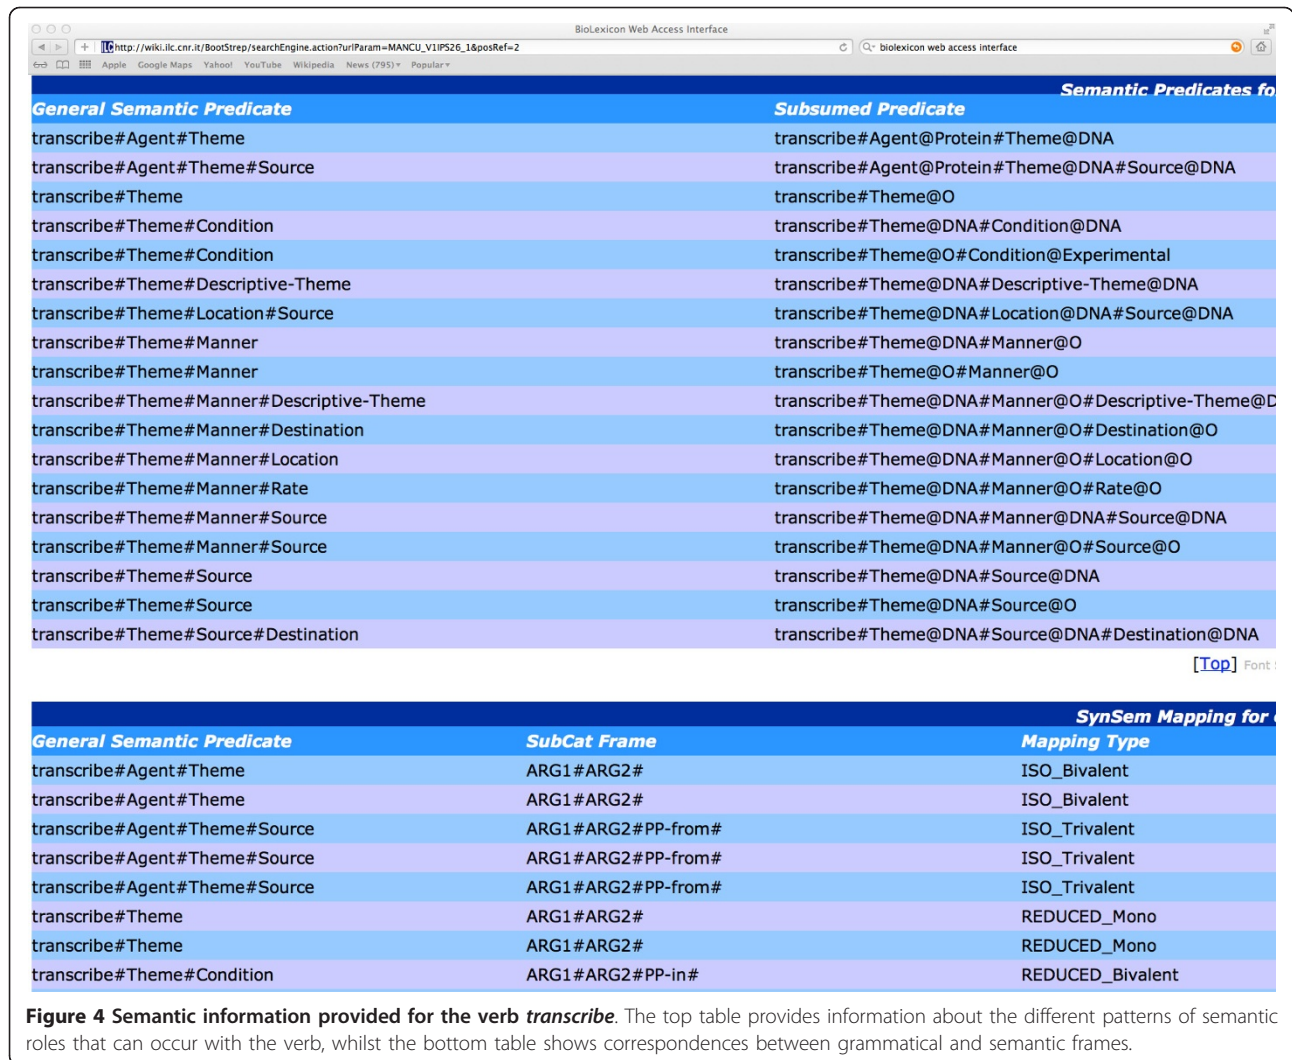 BioLexicon Web Access Interface
ILC http://wiki.ilc.cnr.it/BootStrep/searchEngine.action?urlParam=MANCU_V1IPS26_1&posRef=2 biolexicon web access interface
Apple Google Maps Yahoo! YouTube Wikipedia News (795) Popular
Semantic Predicates fo
General Semantic Predicate Subsumed Predicate
transcribe#Agent#Theme transcribe#Agent@Protein#Theme@DNA
transcribe#Agent#Theme#Source transcribe#Agent@Protein#Theme@DNA#Source@DNA
transcribe#Theme transcribe#Theme@O
transcribe#Theme#Condition transcribe#Theme@DNA#Condition@DNA
transcribe#Theme#Condition transcribe#Theme@O#Condition@Experimental
transcribe#Theme#Descriptive-Theme transcribe#Theme@DNA#Descriptive-Theme@DNA
transcribe#Theme#Location#Source transcribe#Theme@DNA#Location@DNA#Source@DNA
transcribe#Theme#Manner transcribe#Theme@DNA#Manner@O
transcribe#Theme#Manner transcribe#Theme@O#Manner@O
transcribe#Theme#Manner#Descriptive-Theme transcribe#Theme@DNA#Manner@O#Descriptive-Theme@D
transcribe#Theme#Manner#Destination transcribe#Theme@DNA#Manner@O#Destination@O
transcribe#Theme#Manner#Location transcribe#Theme@DNA#Manner@O#Location@O
transcribe#Theme#Manner#Rate transcribe#Theme@DNA#Manner@O#Rate@O
transcribe#Theme#Manner#Source transcribe#Theme@DNA#Manner@DNA#Source@DNA
transcribe#Theme#Manner#Source transcribe#Theme@DNA#Manner@O#Source@O
transcribe#Theme#Source transcribe#Theme@DNA#Source@DNA
transcribe#Theme#Source transcribe#Theme@DNA#Source@O
transcribe#Theme#Source#Destination transcribe#Theme@DNA#Source@DNA#Destination@DNA
[Top] Font
SynSem Mapping for
General Semantic Predicate SubCat Frame Mapping Type
transcribe#Agent#Theme ARG1#ARG2# ISO_Bivalent
transcribe#Agent#Theme ARG1#ARG2# ISO_Bivalent
transcribe#Agent#Theme#Source ARG1#ARG2#PP-from# ISO_Trivalent
transcribe#Agent#Theme#Source ARG1#ARG2#PP-from# ISO_Trivalent
transcribe#Agent#Theme#Source ARG1#ARG2#PP-from# ISO_Trivalent
transcribe#Theme ARG1#ARG2# REDUCED_Mono
transcribe#Theme ARG1#ARG2# REDUCED_Mono
transcribe#Theme#Condition ARG1#ARG2#PP-in# REDUCED_Bivalent
Figure 4 Semantic information provided for the verb transcribe. The top table provides information about the different patterns of semantic
roles that can occur with the verb, whilst the bottom table shows correspondences between grammatical and semantic frames.